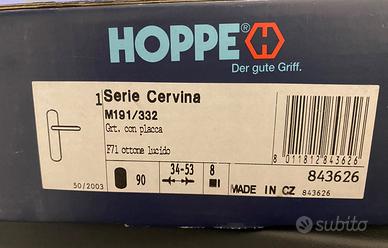 HOPPE®
Der gute Griff.
1 Serie Cervina
M191/332
Grt. con placca
F71 ottone lucido
50/2003
90
34-53
8
MADE IN CZ 843626
8 011812 843626
843626
subito